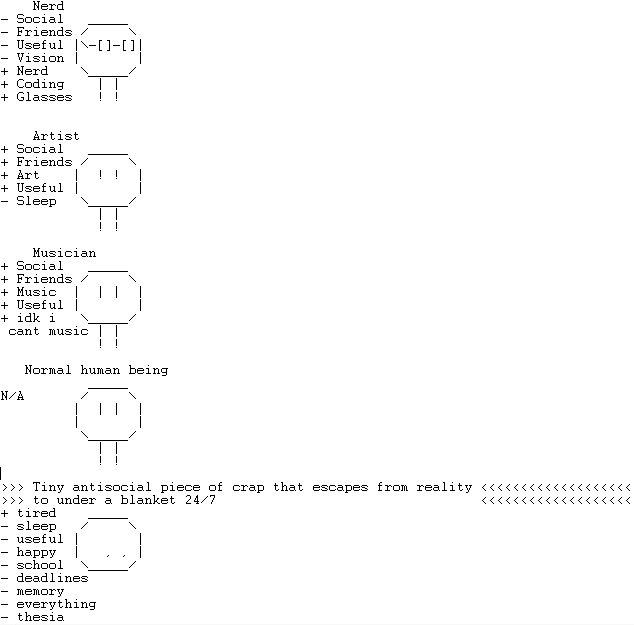 Nerd
- Social
- Friends
- Useful
- Vision
+ Nerd
+ Coding
+ Glasses
Artist
+ Social
+ Friends
+ Art
+ Useful
- Sleep
Musician
+ Social
+ Friends
+ Music
+ Useful
+ idk i
cant music
Normal human being
N/A
>>> Tiny antisocial piece of crap that escapes from reality <<<<<<<<<<<<<<<<<<<
>>> to under a blanket 24/7 <<<<<<<<<<<<<<<<<<<
+ tired
- sleep
- useful
- happy
- school
- deadlines
- memory
- everything
- thesia